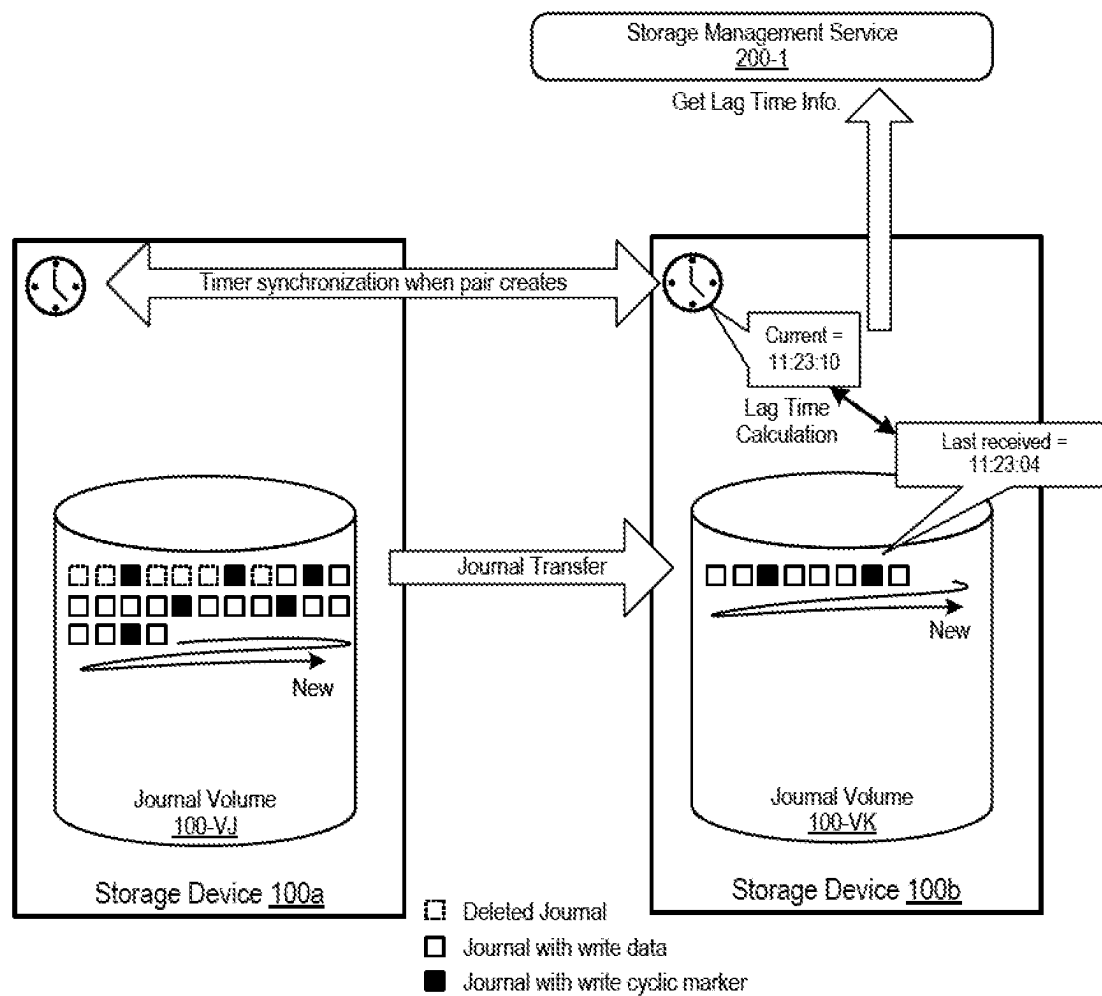 Storage Management Service
200-1
Get Lag Time Info.
Timer synchronization when pair creates
Current =
11:23:10
Lag Time
Calculation
Last received =
11:23:04
Journal Transfer
New
New
Journal Volume
100-VJ
Journal Volume
100-VK
Storage Device 100a
Storage Device 100b
Deleted Journal
Journal with write data
Journal with write cyclic marker